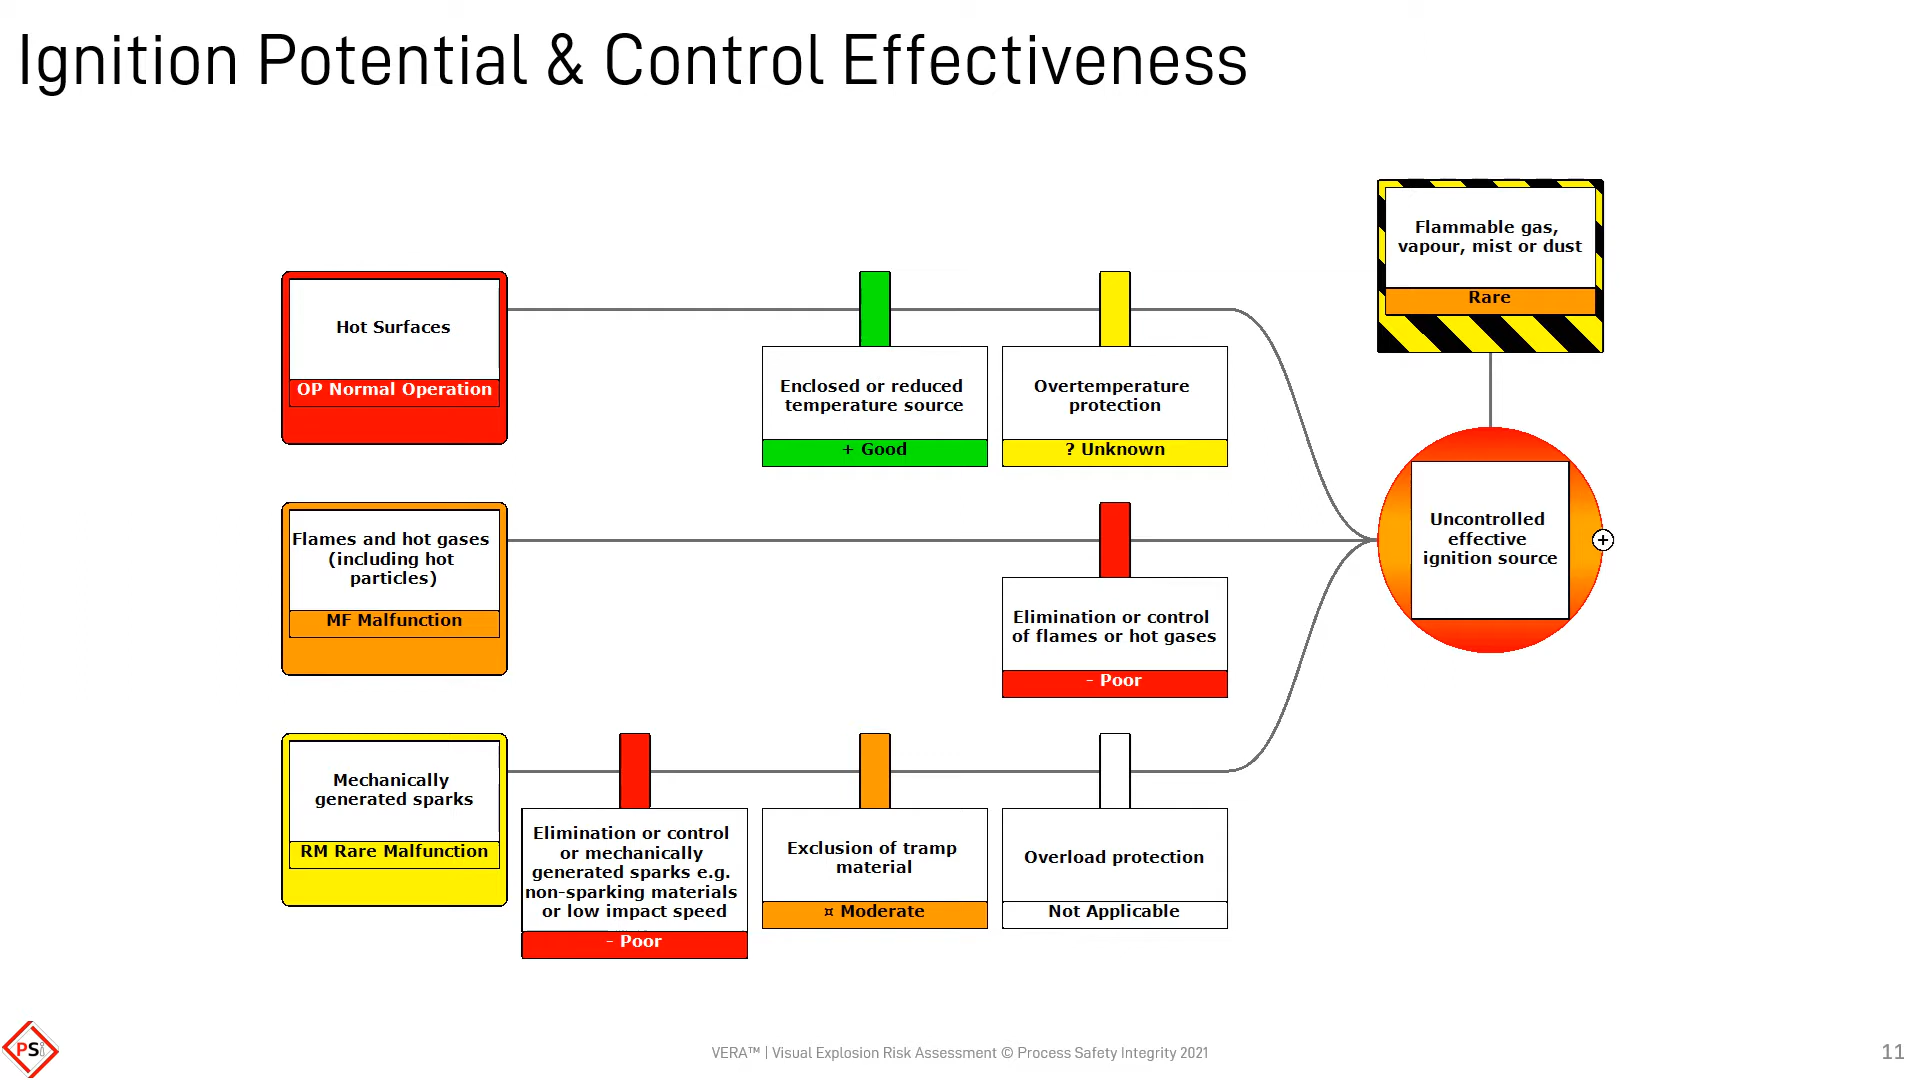 Ignition Potential & Control Effectiveness
Flammable gas,
vapour, mist or dust
Rare
Hot Surfaces
OP Normal Operation
Enclosed or reduced
temperature source
+ Good
Overtemperature
protection
? Unknown
Flames and hot gases
(including hot
particles)
MF Malfunction
Elimination or control
of flames or hot gases
- Poor
Uncontrolled
effective
ignition source
Mechanically
generated sparks
RM Rare Malfunction
Elimination or control
or mechanically
generated sparks e.g.
non-sparking materials
or low impact speed
- Poor
Exclusion of tramp
material
¤ Moderate
Overload protection
Not Applicable
PSi
VERA™ | Visual Explosion Risk Assessment © Process Safety Integrity 2021
11